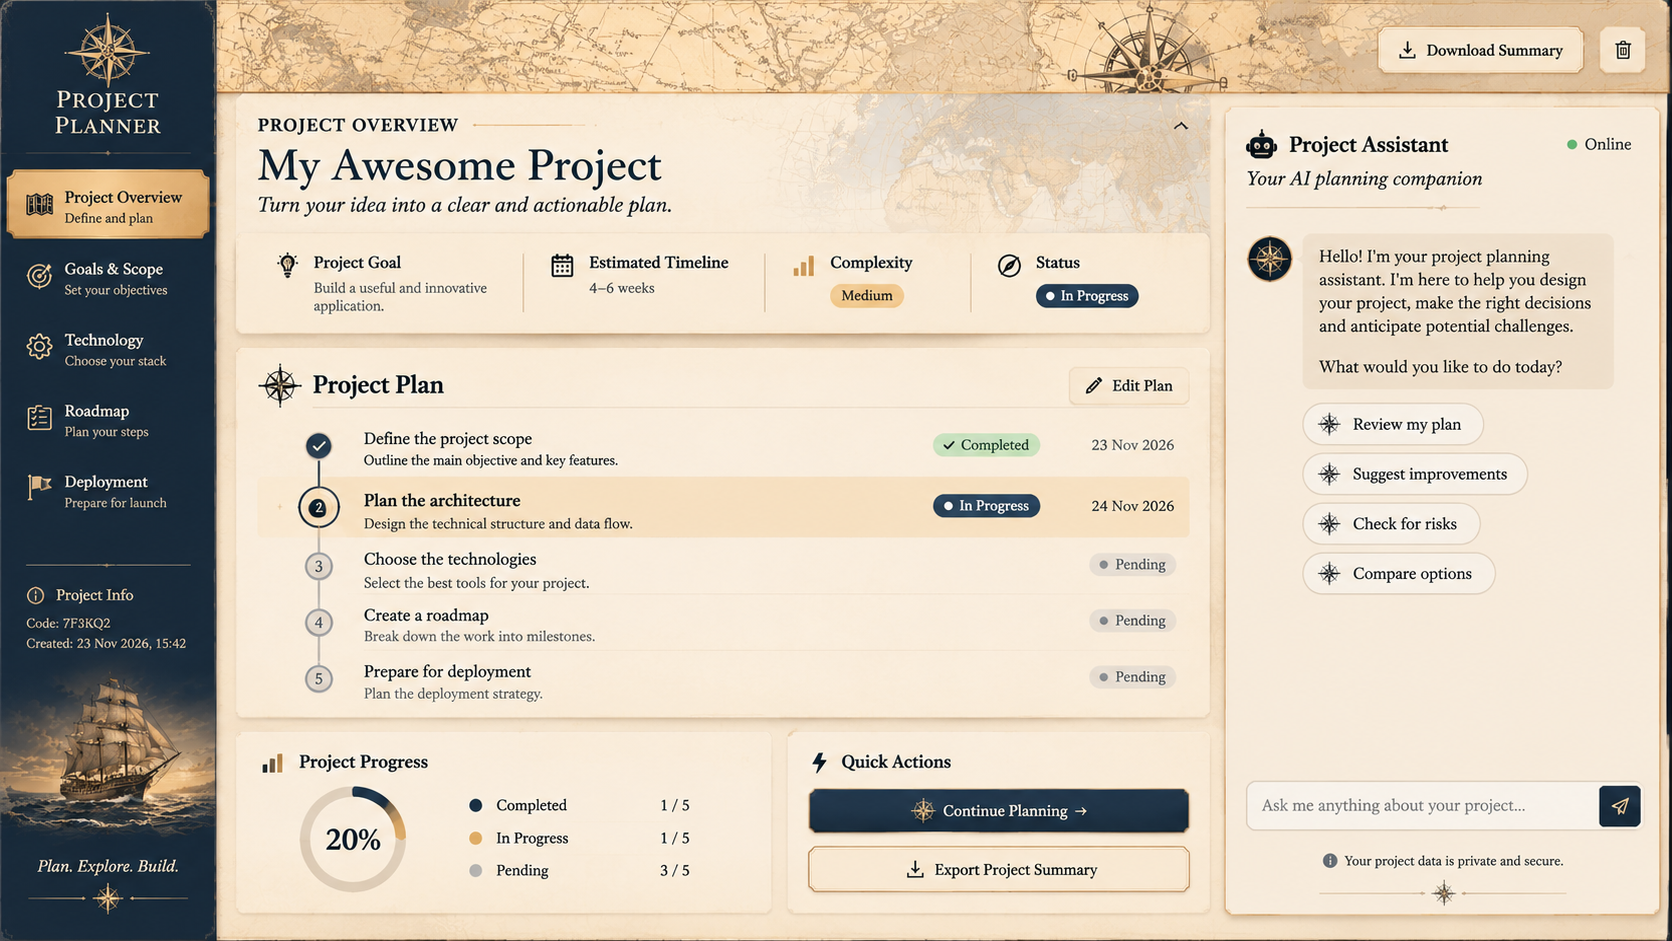 PROJECT
PLANNER
Project Overview
Define and plan
Goals & Scope
Set your objectives
Technology
Choose your stack
Roadmap
Plan your steps
Deployment
Prepare for launch
Project Info
Code: 7F3KQ2
Created: 23 Nov 2026, 15:42
Plan. Explore. Build.
Download Summary
PROJECT OVERVIEW
My Awesome Project
Turn your idea into a clear and actionable plan.
Project Goal
Build a useful and innovative
application.
Estimated Timeline
4–6 weeks
Complexity
Medium
Status
In Progress
Project Plan
Edit Plan
Define the project scope
Outline the main objective and key features.
Completed
23 Nov 2026
2
Plan the architecture
Design the technical structure and data flow.
In Progress
24 Nov 2026
3
Choose the technologies
Select the best tools for your project.
Pending
4
Create a roadmap
Break down the work into milestones.
Pending
5
Prepare for deployment
Plan the deployment strategy.
Pending
Project Progress
20%
Completed 1 / 5
In Progress 1 / 5
Pending 3 / 5
Quick Actions
Continue Planning →
Export Project Summary
Project Assistant
Online
Your AI planning companion
Hello! I'm your project planning
assistant. I'm here to help you design
your project, make the right decisions
and anticipate potential challenges.
What would you like to do today?
Review my plan
Suggest improvements
Check for risks
Compare options
Ask me anything about your project...
Your project data is private and secure.